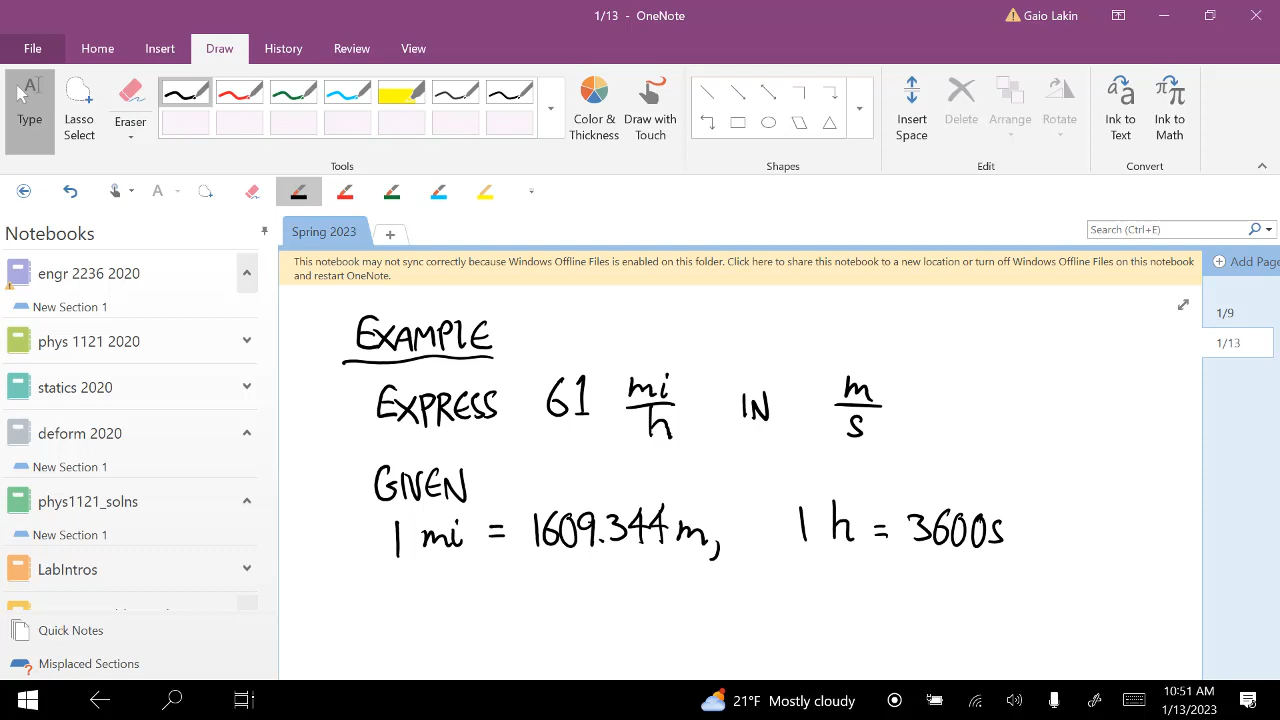 1/13 - OneNote
Gaio Lakin
File Home Insert Draw History Review View
Type
Lasso Select
Eraser
Color & Thickness
Draw with Touch
Insert Space
Delete
Arrange
Rotate
Ink to Text
Ink to Math
Tools
Shapes
Edit
Convert
Notebooks
Spring 2023
Search (Ctrl+E)
This notebook may not sync correctly because Windows Offline Files is enabled on this folder. Click here to share this notebook to a new location or turn off Windows Offline Files on this notebook
and restart OneNote.
Add Page
1/9
1/13
engr 2236 2020
New Section 1
phys 1121 2020
statics 2020
deform 2020
New Section 1
phys1121_solns
New Section 1
LabIntros
Quick Notes
Misplaced Sections
EXAMPLE
EXPRESS 61 mi/h IN m/s
GIVEN
1 mi = 1609.344 m, 1 h = 3600s
21°F Mostly cloudy
10:51 AM
1/13/2023